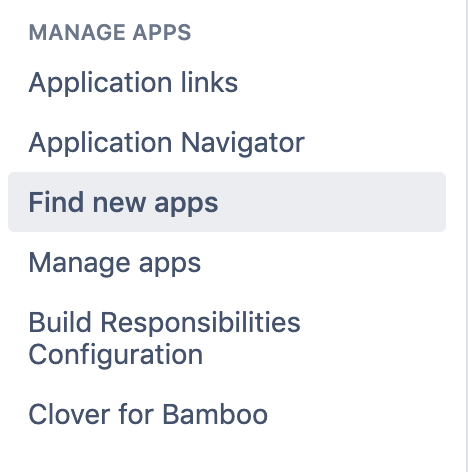 MANAGE APPS
Application links
Application Navigator
Find new apps
Manage apps
Build Responsibilities
Configuration
Clover for Bamboo